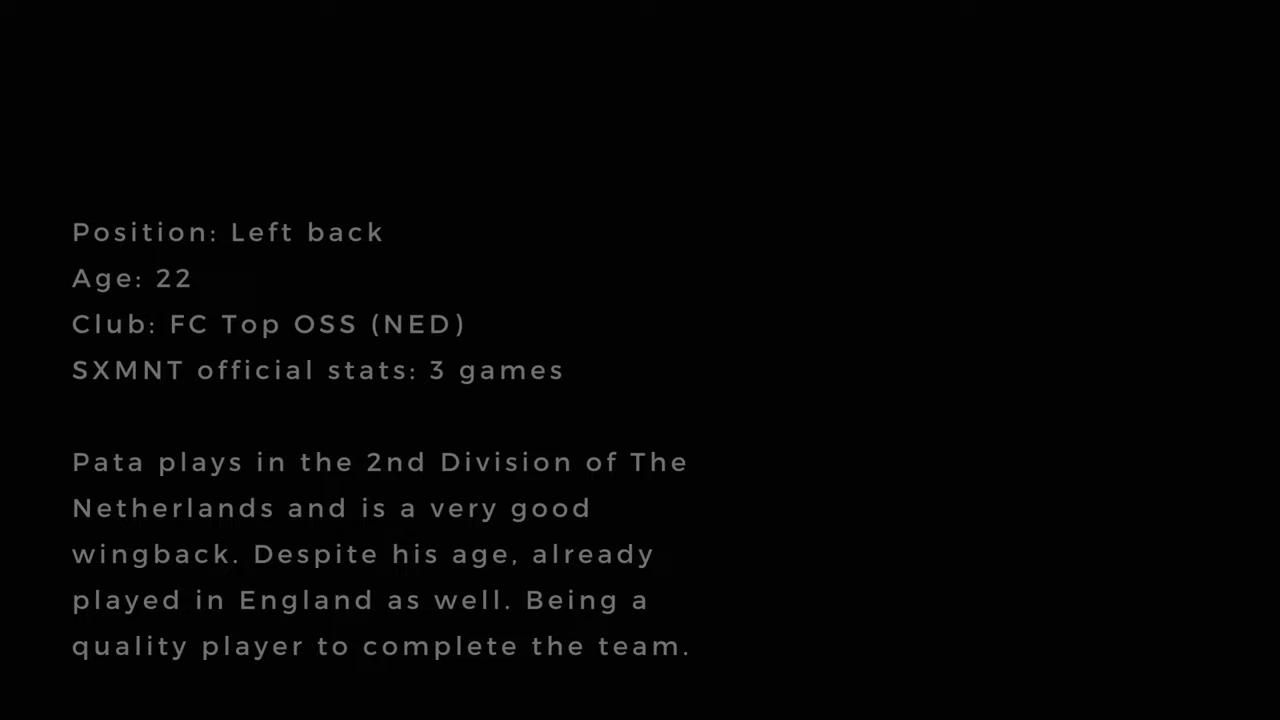 Position: Left back
Age: 22
Club: FC Top OSS (NED)
SXMNT official stats: 3 games
Pata plays in the 2nd Division of The
Netherlands and is a very good
wingback. Despite his age, already
played in England as well. Being a
quality player to complete the team.